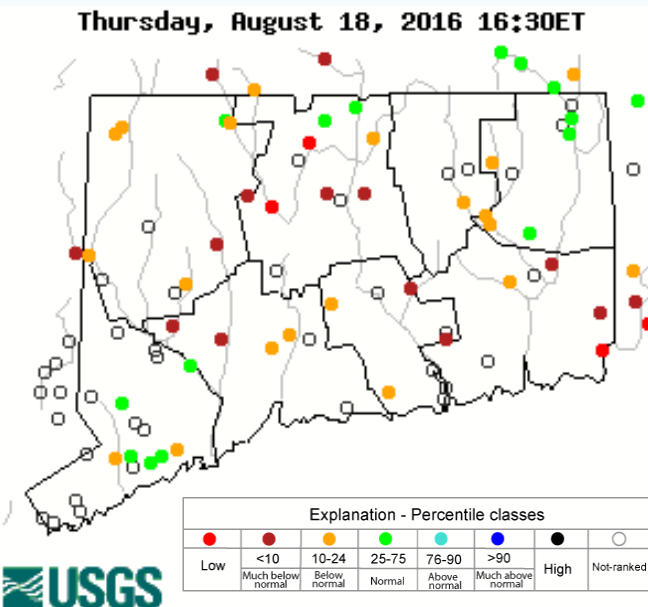 Thursday, August 18, 2016 16:30ET
Explanation - Percentile classes
Low
<10
Much below normal
10-24
Below normal
25-75
Normal
76-90
Above normal
>90
Much above normal
High
Not-ranked
USGS